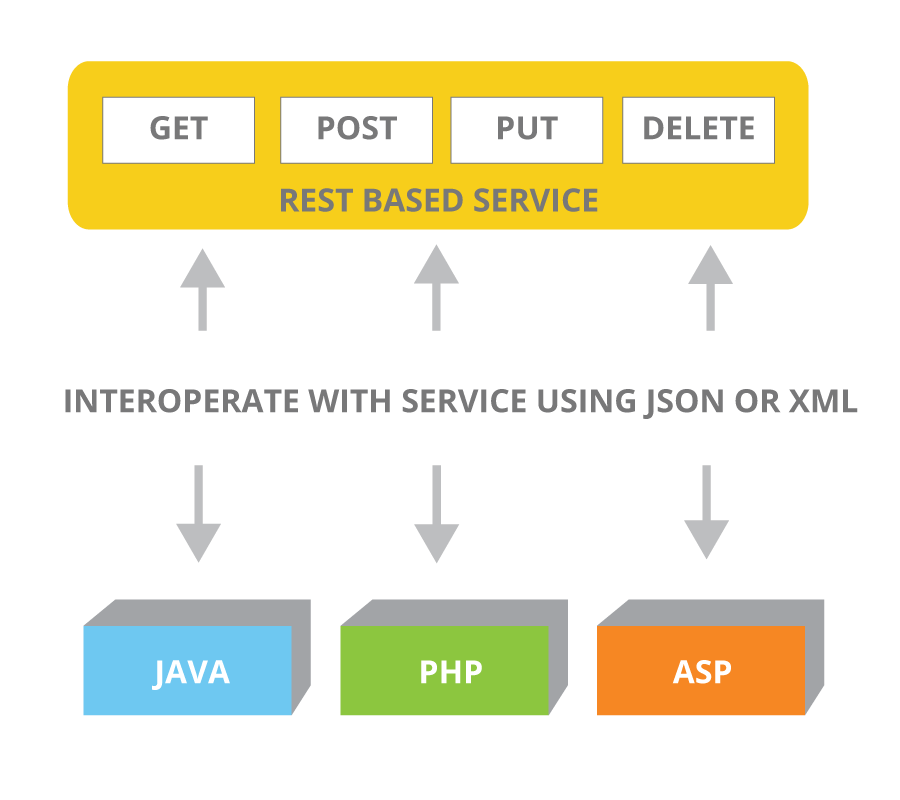 GET POST PUT DELETE
REST BASED SERVICE
INTEROPERATE WITH SERVICE USING JSON OR XML
JAVA PHP ASP